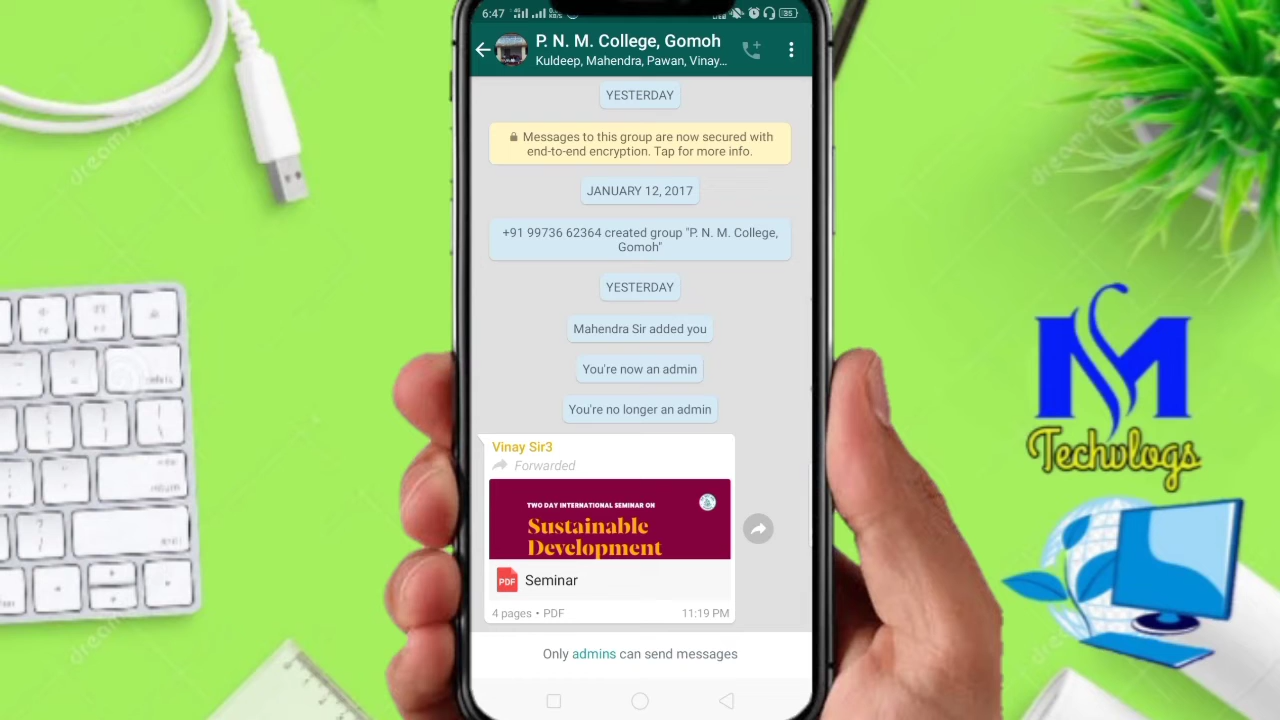 6:47
35
P. N. M. College, Gomoh
Kuldeep, Mahendra, Pawan, Vinay...
YESTERDAY
Messages to this group are now secured with
end-to-end encryption. Tap for more info.
JANUARY 12, 2017
+91 99736 62364 created group "P. N. M. College,
Gomoh"
YESTERDAY
Mahendra Sir added you
You're now an admin
You're no longer an admin
Vinay Sir3
Forwarded
TWO DAY INTERNATIONAL SEMINAR ON
Sustainable
Development
PDF Seminar
4 pages • PDF 11:19 PM
Only admins can send messages
M
Techvlogs